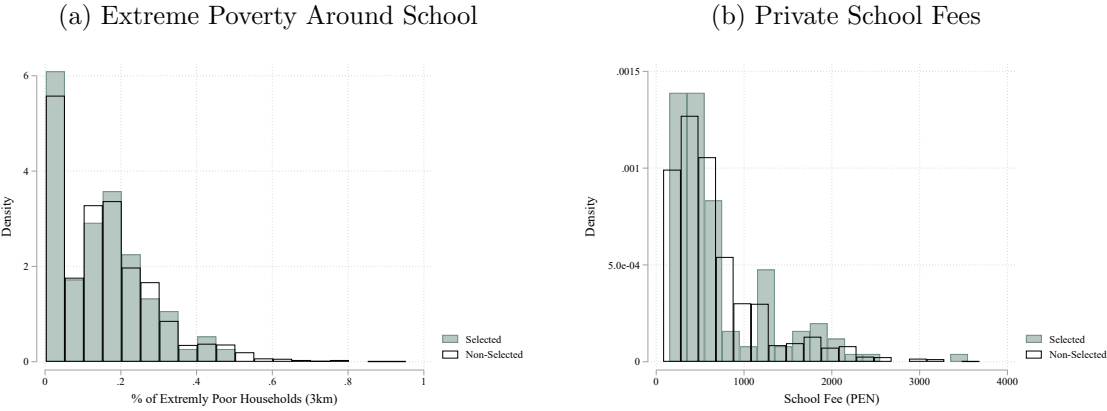 (a) Extreme Poverty Around School
6
4
2
0
Density
0 .2 .4 .6 .8 1
% of Extremly Poor Households (3km)
Selected
Non-Selected
(b) Private School Fees
.0015
.001
5.0e-04
0
Density
0 1000 2000 3000 4000
School Fee (PEN)
Selected
Non-Selected